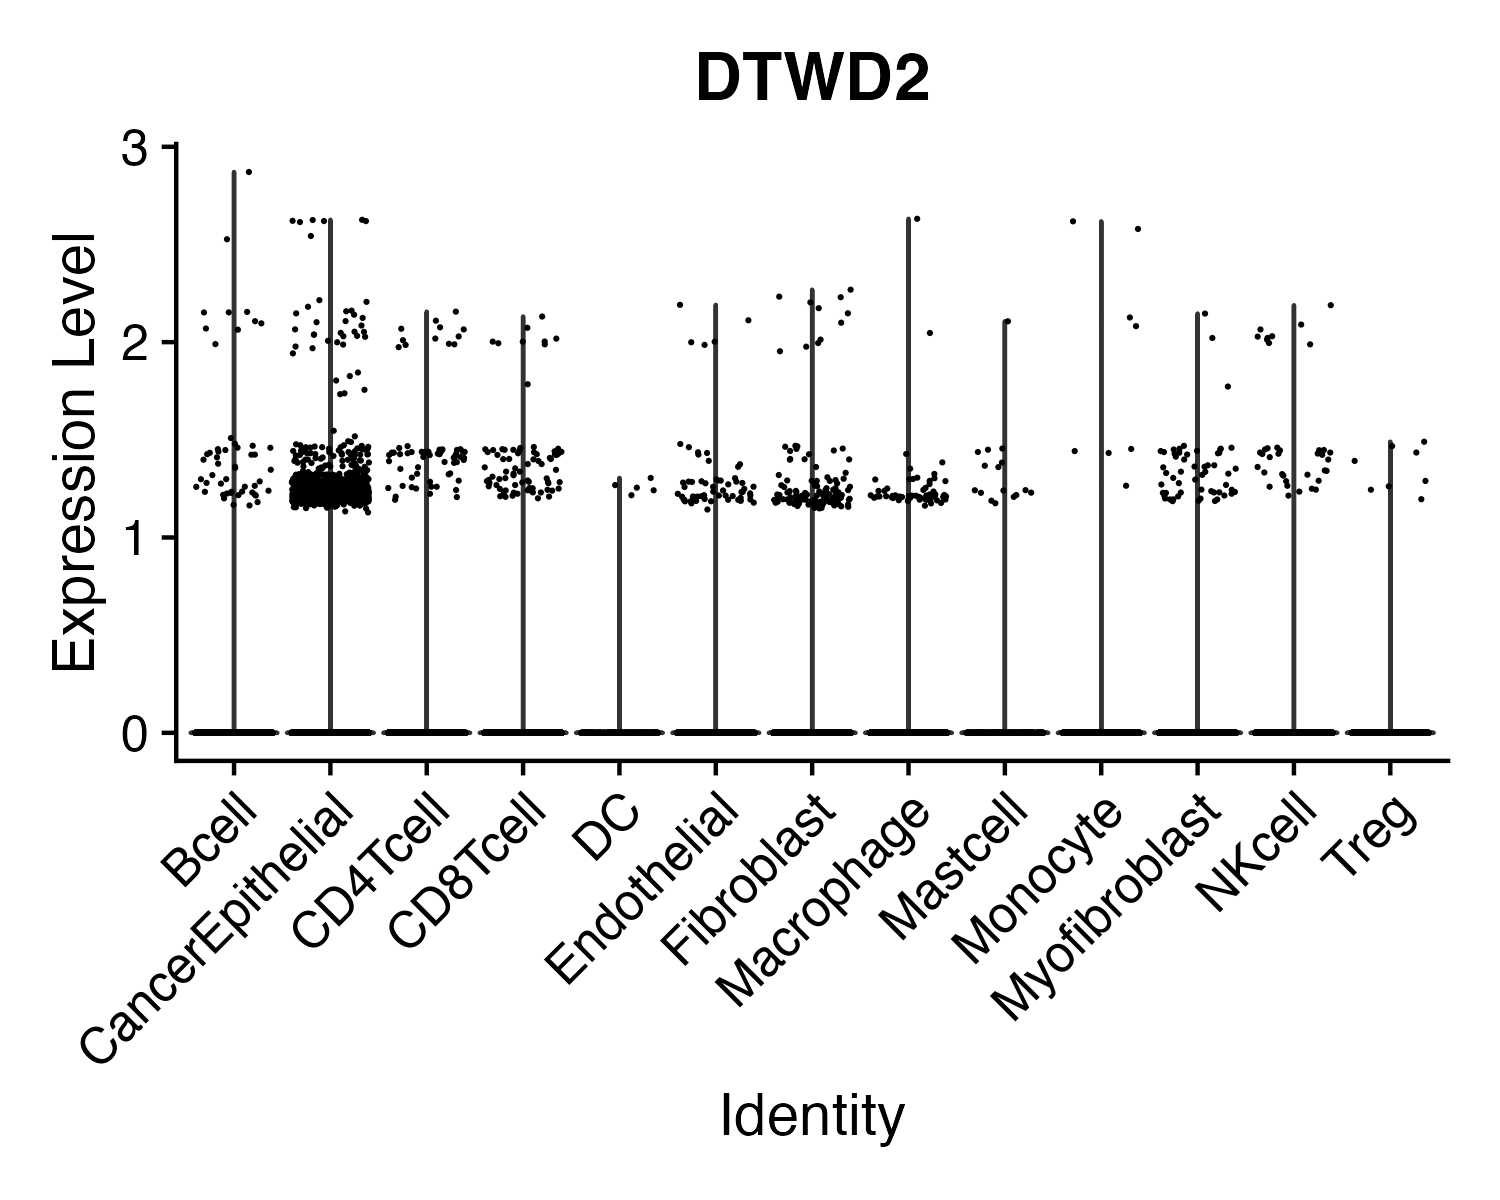 DTWD2
Expression Level
3
2
1
0
Bcell
CancerEpithelial
CD4Tcell
CD8Tcell
DC
Endothelial
Fibroblast
Macrophage
Mastcell
Monocyte
Myofibroblast
NKcell
Treg
Identity